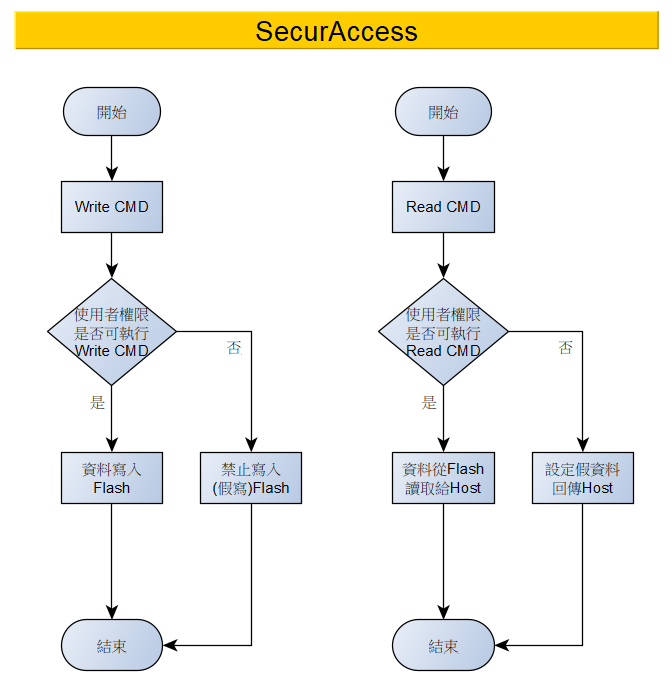 SecurAccess
開始
Write CMD
使用者權限
是否可執行
Write CMD
否
是
資料寫入
Flash
禁止寫入
(假寫)Flash
結束
開始
Read CMD
使用者權限
是否可執行
Read CMD
否
是
資料從Flash
讀取給Host
設定假資料
回傳Host
結束